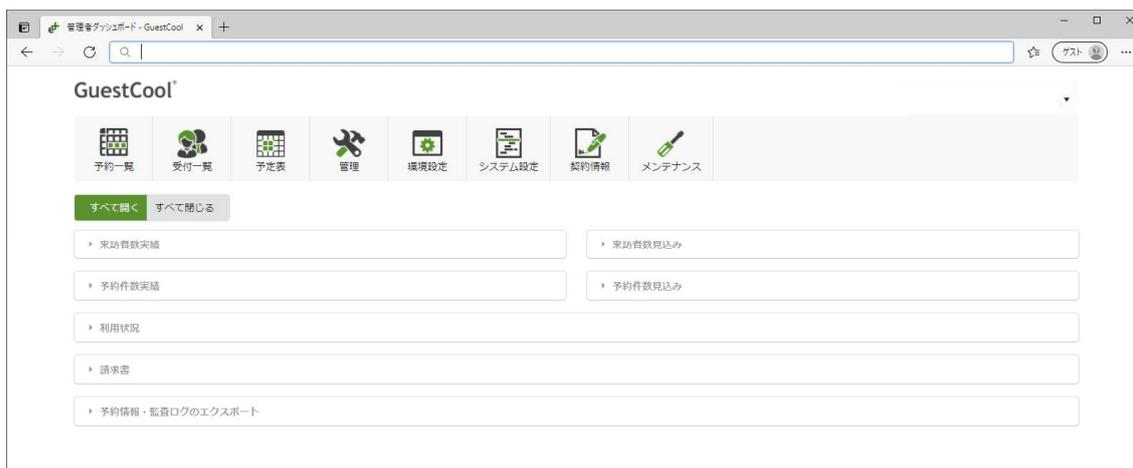 管理者ダッシュボード - GuestCool
ゲスト
GuestCool®
予約一覧
受付一覧
予定表
管理
環境設定
システム設定
契約情報
メンテナンス
すべて開く
すべて閉じる
来訪者数実績
来訪者数見込み
予約件数実績
予約件数見込み
利用状況
請求書
予約情報・監査ログのエクスポート